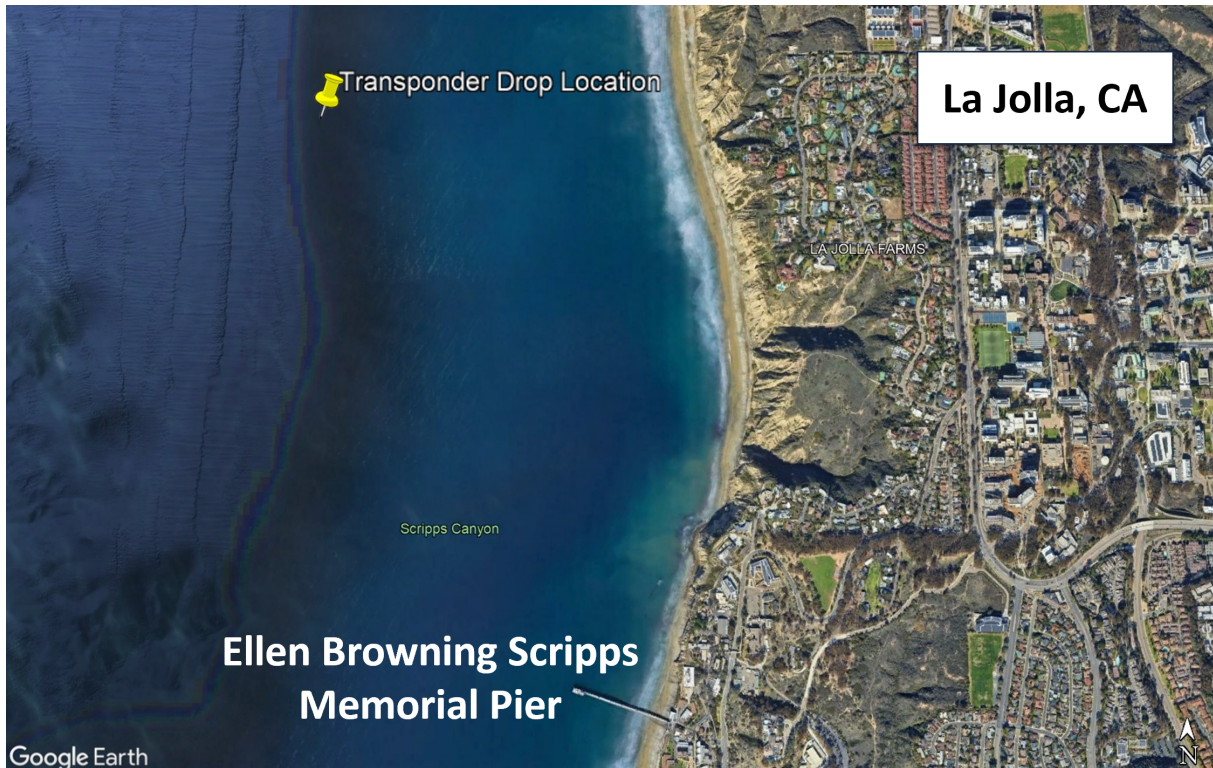 Transponder Drop Location
La Jolla, CA
LA JOLLA FARMS
Scripps Canyon
Ellen Browning Scripps
Memorial Pier
Google Earth
N